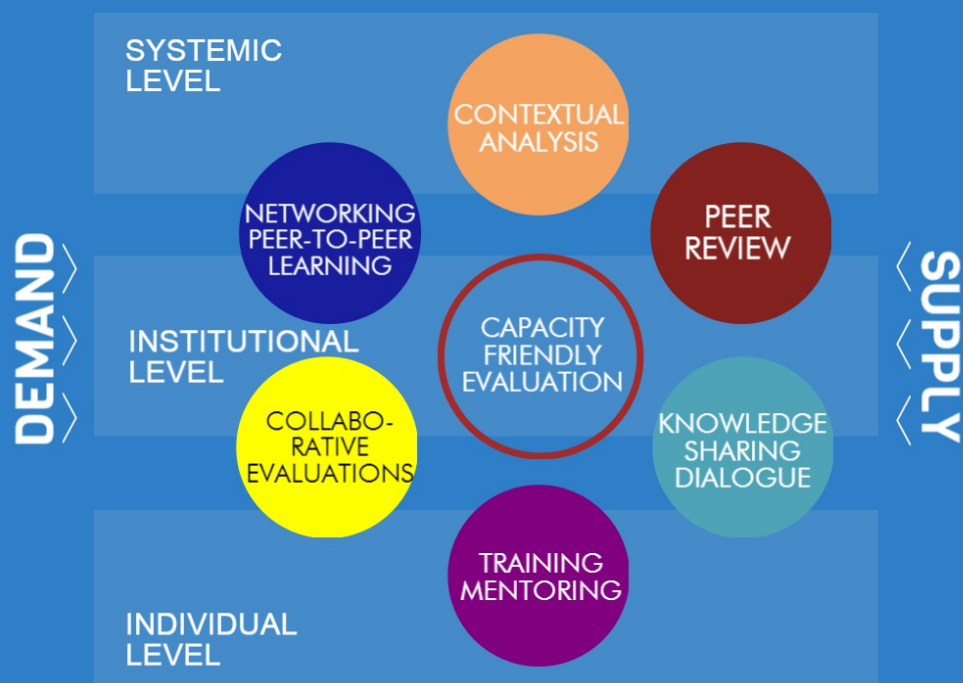 SYSTEMIC
LEVEL
CONTEXTUAL
ANALYSIS
NETWORKING
PEER-TO-PEER
LEARNING
PEER
REVIEW
DEMAND
SUPPLY
INSTITUTIONAL
LEVEL
CAPACITY
FRIENDLY
EVALUATION
COLLABO-
RATIVE
EVALUATIONS
KNOWLEDGE
SHARING
DIALOGUE
TRAINING
MENTORING
INDIVIDUAL
LEVEL